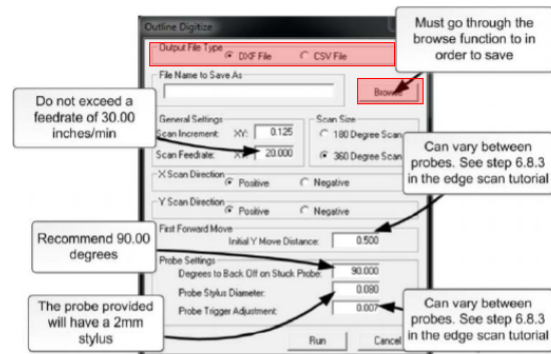 Outline Digitize
Must go through the
browse function to in
order to save
Output File Type
DXF File
CSV File
File Name to Save As
Browse
Do not exceed a
feedrate of 30.00
inches/min
General Settings
Scan Increment: XY: 0.125
Scan Feedrate: 20.000
Scan Size
180 Degree Scan
360 Degree Scan
Can vary between
probes. See step 6.8.3
in the edge scan tutorial
X Scan Direction
Positive
Negative
Y Scan Direction
Positive
Negative
First Forward Move
Initial Y Move Distance: 0.500
Recommend 90.00
degrees
Probe Settings
Degrees to Back Off on Stuck Probe: 90.000
Probe Stylus Diameter: 0.080
Probe Trigger Adjustment: 0.007
The probe provided
will have a 2mm
stylus
Can vary between
probes. See step 6.8.3
in the edge scan tutorial
Run
Cancel